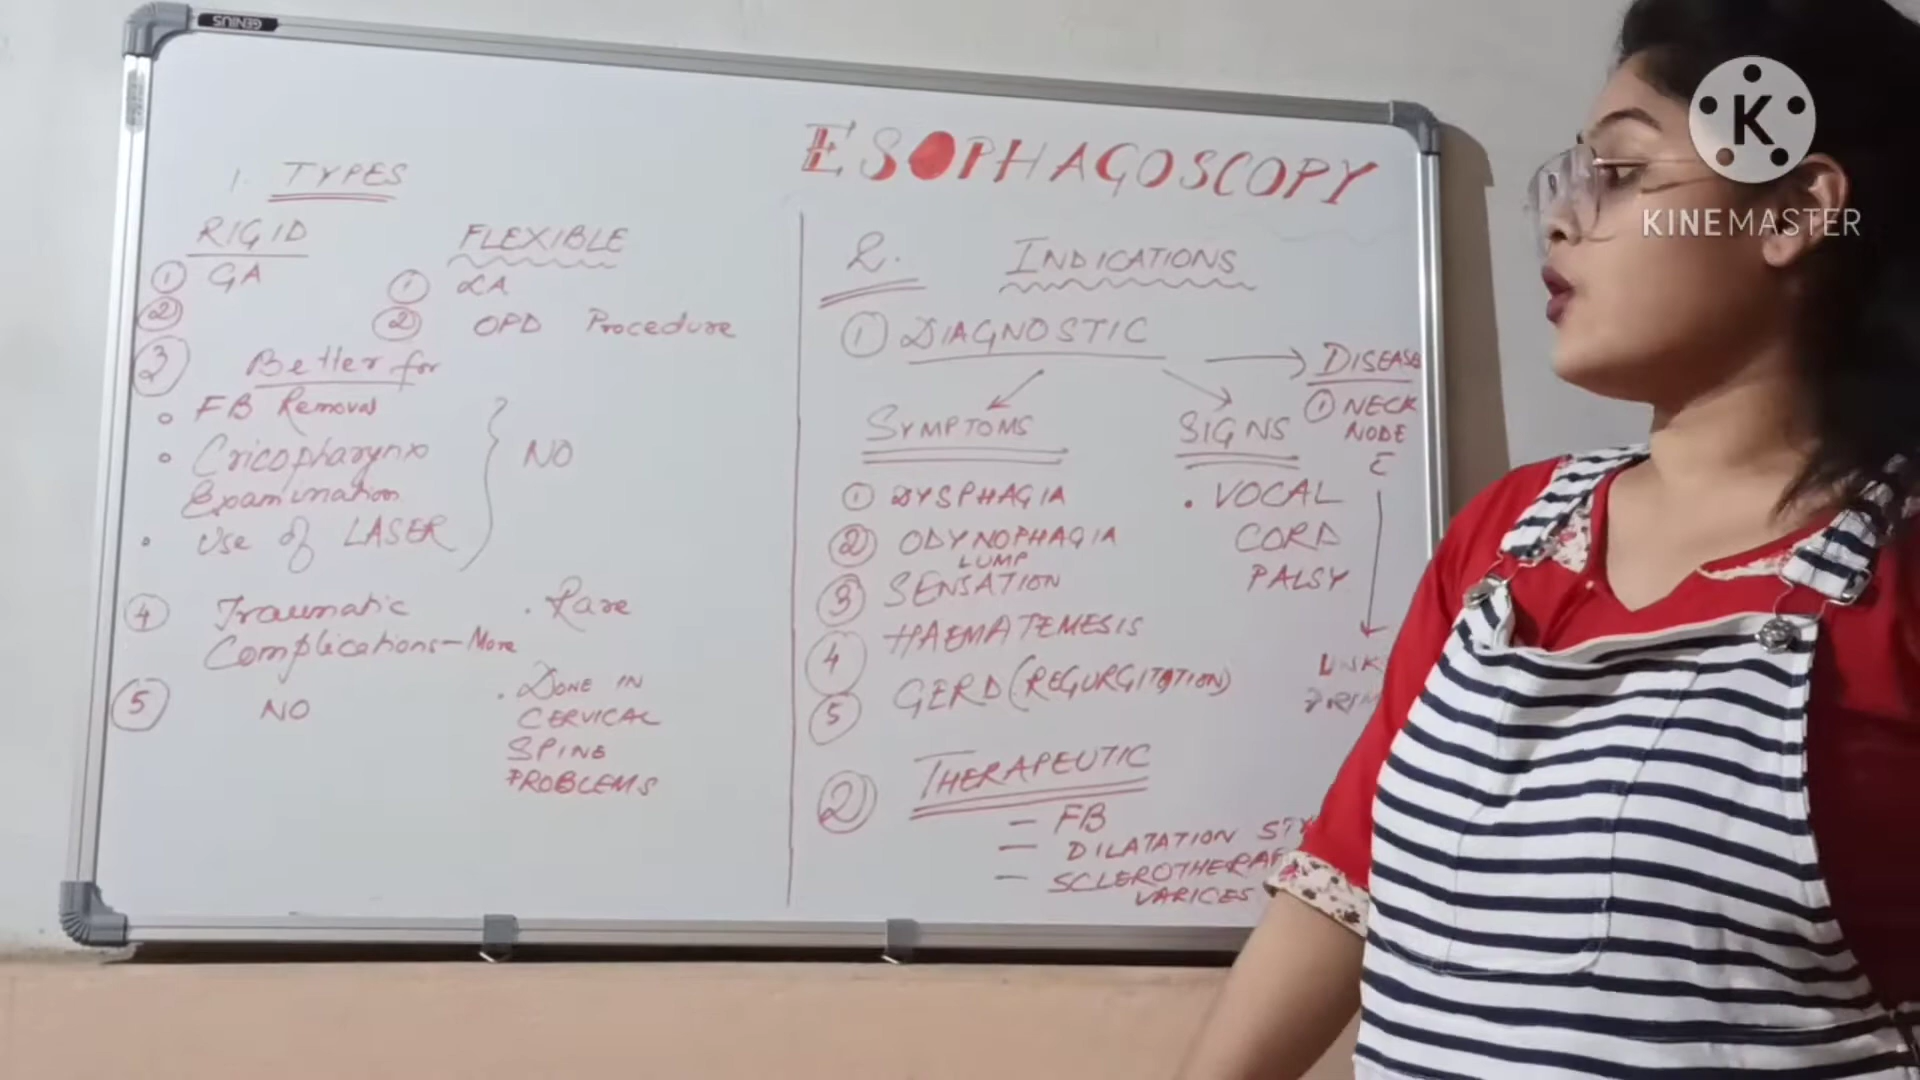 GENIUS
ESOPHAGOSCOPY
1. TYPES
RIGID
① GA
②
③ Better for
FB Removal
Cricopharynx
Examination
Use of LASER
④ Traumatic
Complications - More
⑤ NO
FLEXIBLE
① LA
② OPD Procedure
NO
Rare
DONE IN
CERVICAL
SPINE
PROBLEMS
2. INDICATIONS
① DIAGNOSTIC
SYMPTOMS
① DYSPHAGIA
② ODYNOPHAGIA
LUMP
③ SENSATION
④ HAEMATEMESIS
⑤ GERD (REGURGITATION)
SIGNS
VOCAL
CORD
PALSY
DISEASE
① NECK
NODE
② THERAPEUTIC
- FB
- DILATATION
- SCLEROTHERAP
VARICES
K
KINEMASTER